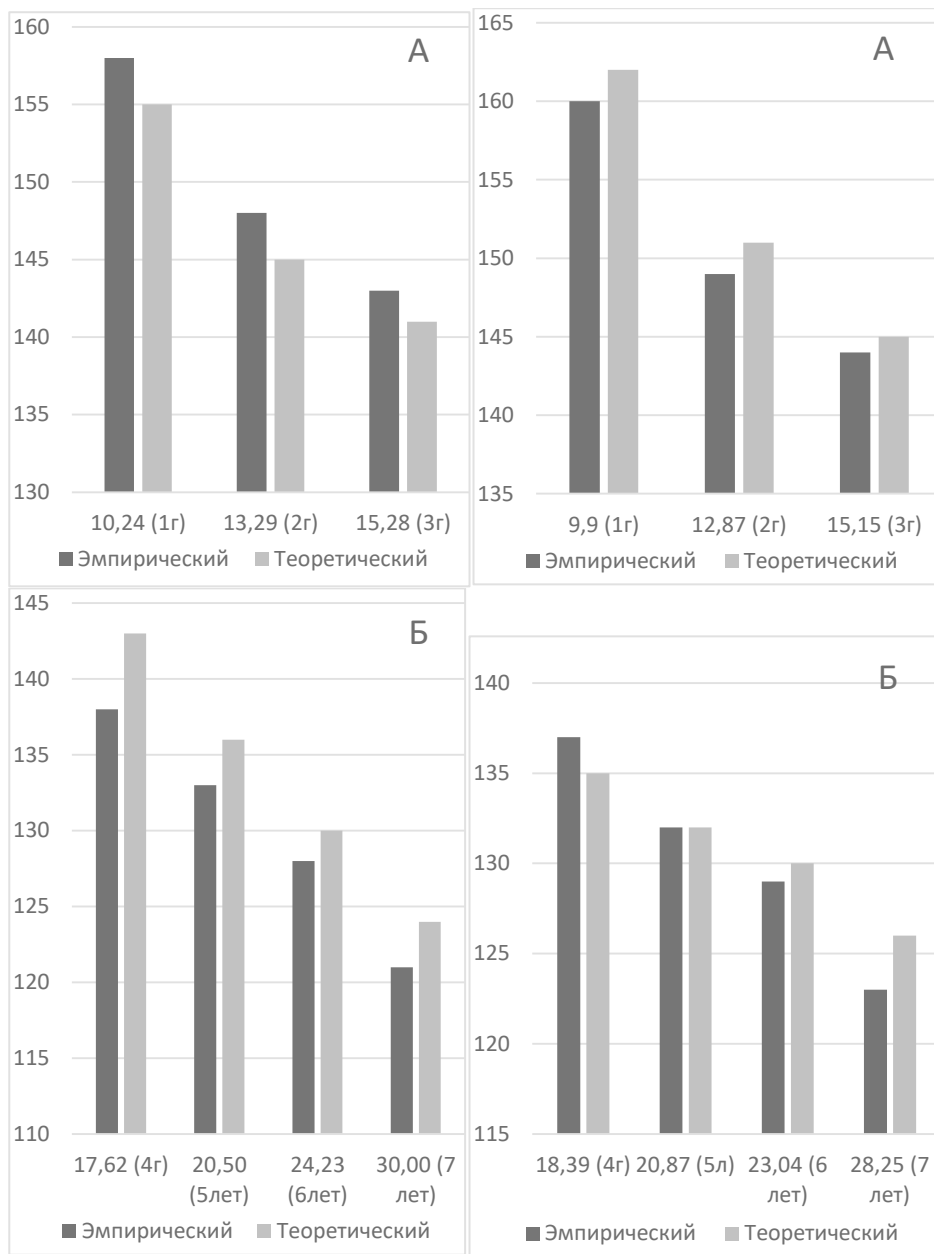 160
155
150
145
140
135
130
А
10,24 (1г) 13,29 (2г) 15,28 (3г)
Эмпирический Теоретический
165
160
155
150
145
140
135
А
9,9 (1г) 12,87 (2г) 15,15 (3г)
Эмпирический Теоретический
145
140
135
130
125
120
115
110
Б
17,62 (4г) 20,50 24,23 30,00 (7
(5лет) (6лет) лет)
Эмпирический Теоретический
140
135
130
125
120
115
Б
18,39 (4г) 20,87 (5л) 23,04 (6 28,25 (7
лет) лет)
Эмпирический Теоретический